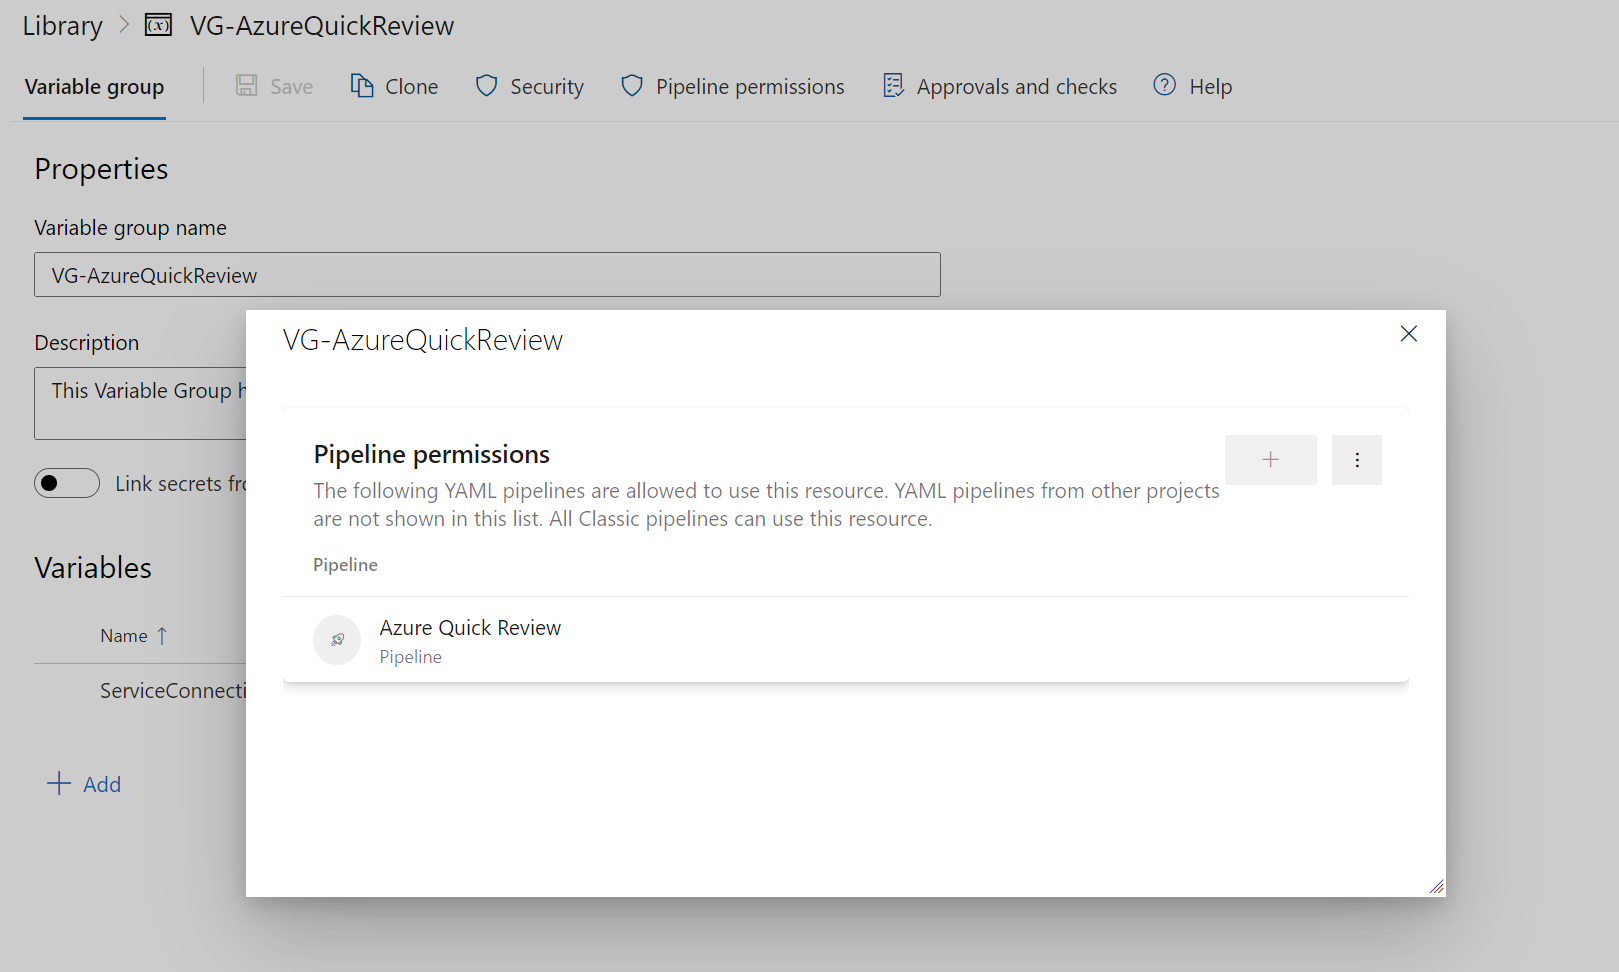 Library > VG-AzureQuickReview
Variable group Save Clone Security Pipeline permissions Approvals and checks Help
Properties
Variable group name
VG-AzureQuickReview
Description
This Variable Group
Link secrets
Variables
Name ↑
ServiceConnecti
+ Add
VG-AzureQuickReview
Pipeline permissions
The following YAML pipelines are allowed to use this resource. YAML pipelines from other projects
are not shown in this list. All Classic pipelines can use this resource.
Pipeline
Azure Quick Review
Pipeline